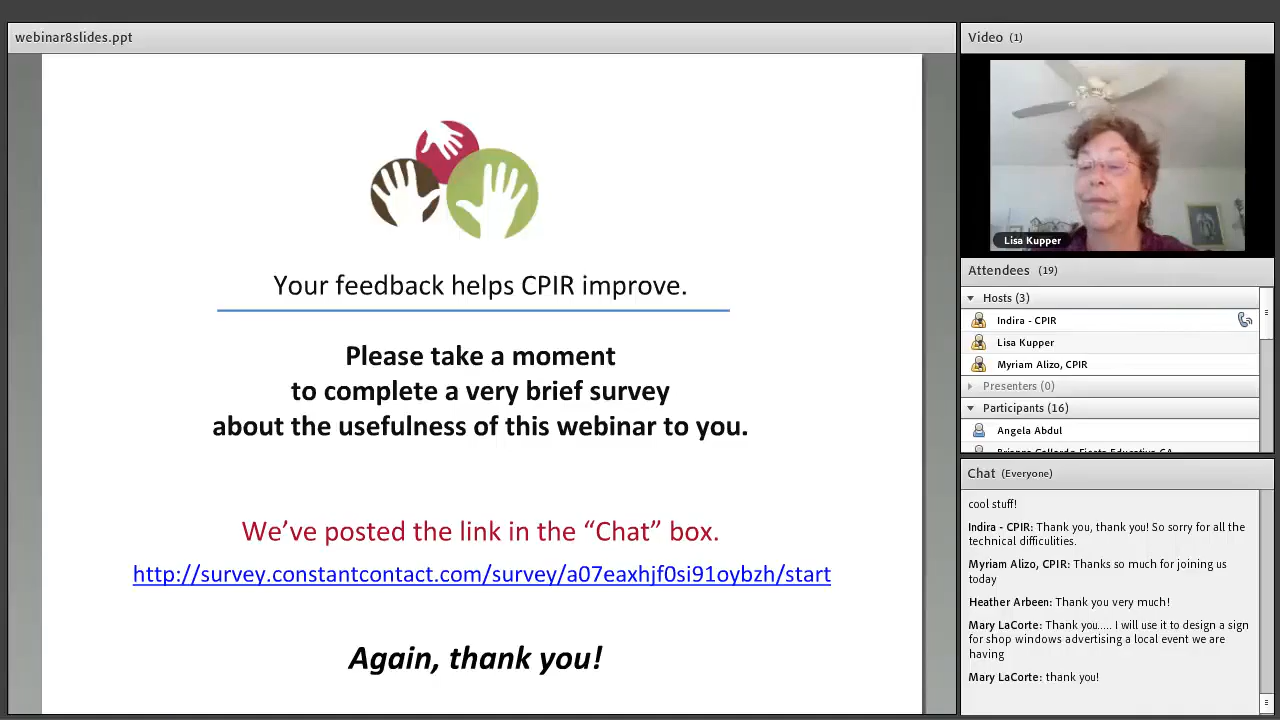 webinar8slides.ppt
Your feedback helps CPIR improve.
Please take a moment
to complete a very brief survey
about the usefulness of this webinar to you.
We've posted the link in the “Chat” box.
http://survey.constantcontact.com/survey/a07eaxhjf0si91oybzh/start
Again, thank you!
Video (1)
Lisa Kupper
Attendees (19)
Hosts (3)
Indira - CPIR
Lisa Kupper
Myriam Alizo, CPIR
Presenters (0)
Participants (16)
Angela Abdul
Chat (Everyone)
cool stuff!
Indira - CPIR: Thank you, thank you! So sorry for all the
technical difficulities.
Myriam Alizo, CPIR: Thanks so much for joining us
today
Heather Arbeen: Thank you very much!
Mary LaCorte: Thank you..... I will use it to design a sign
for shop windows advertising a local event we are
having
Mary LaCorte: thank you!